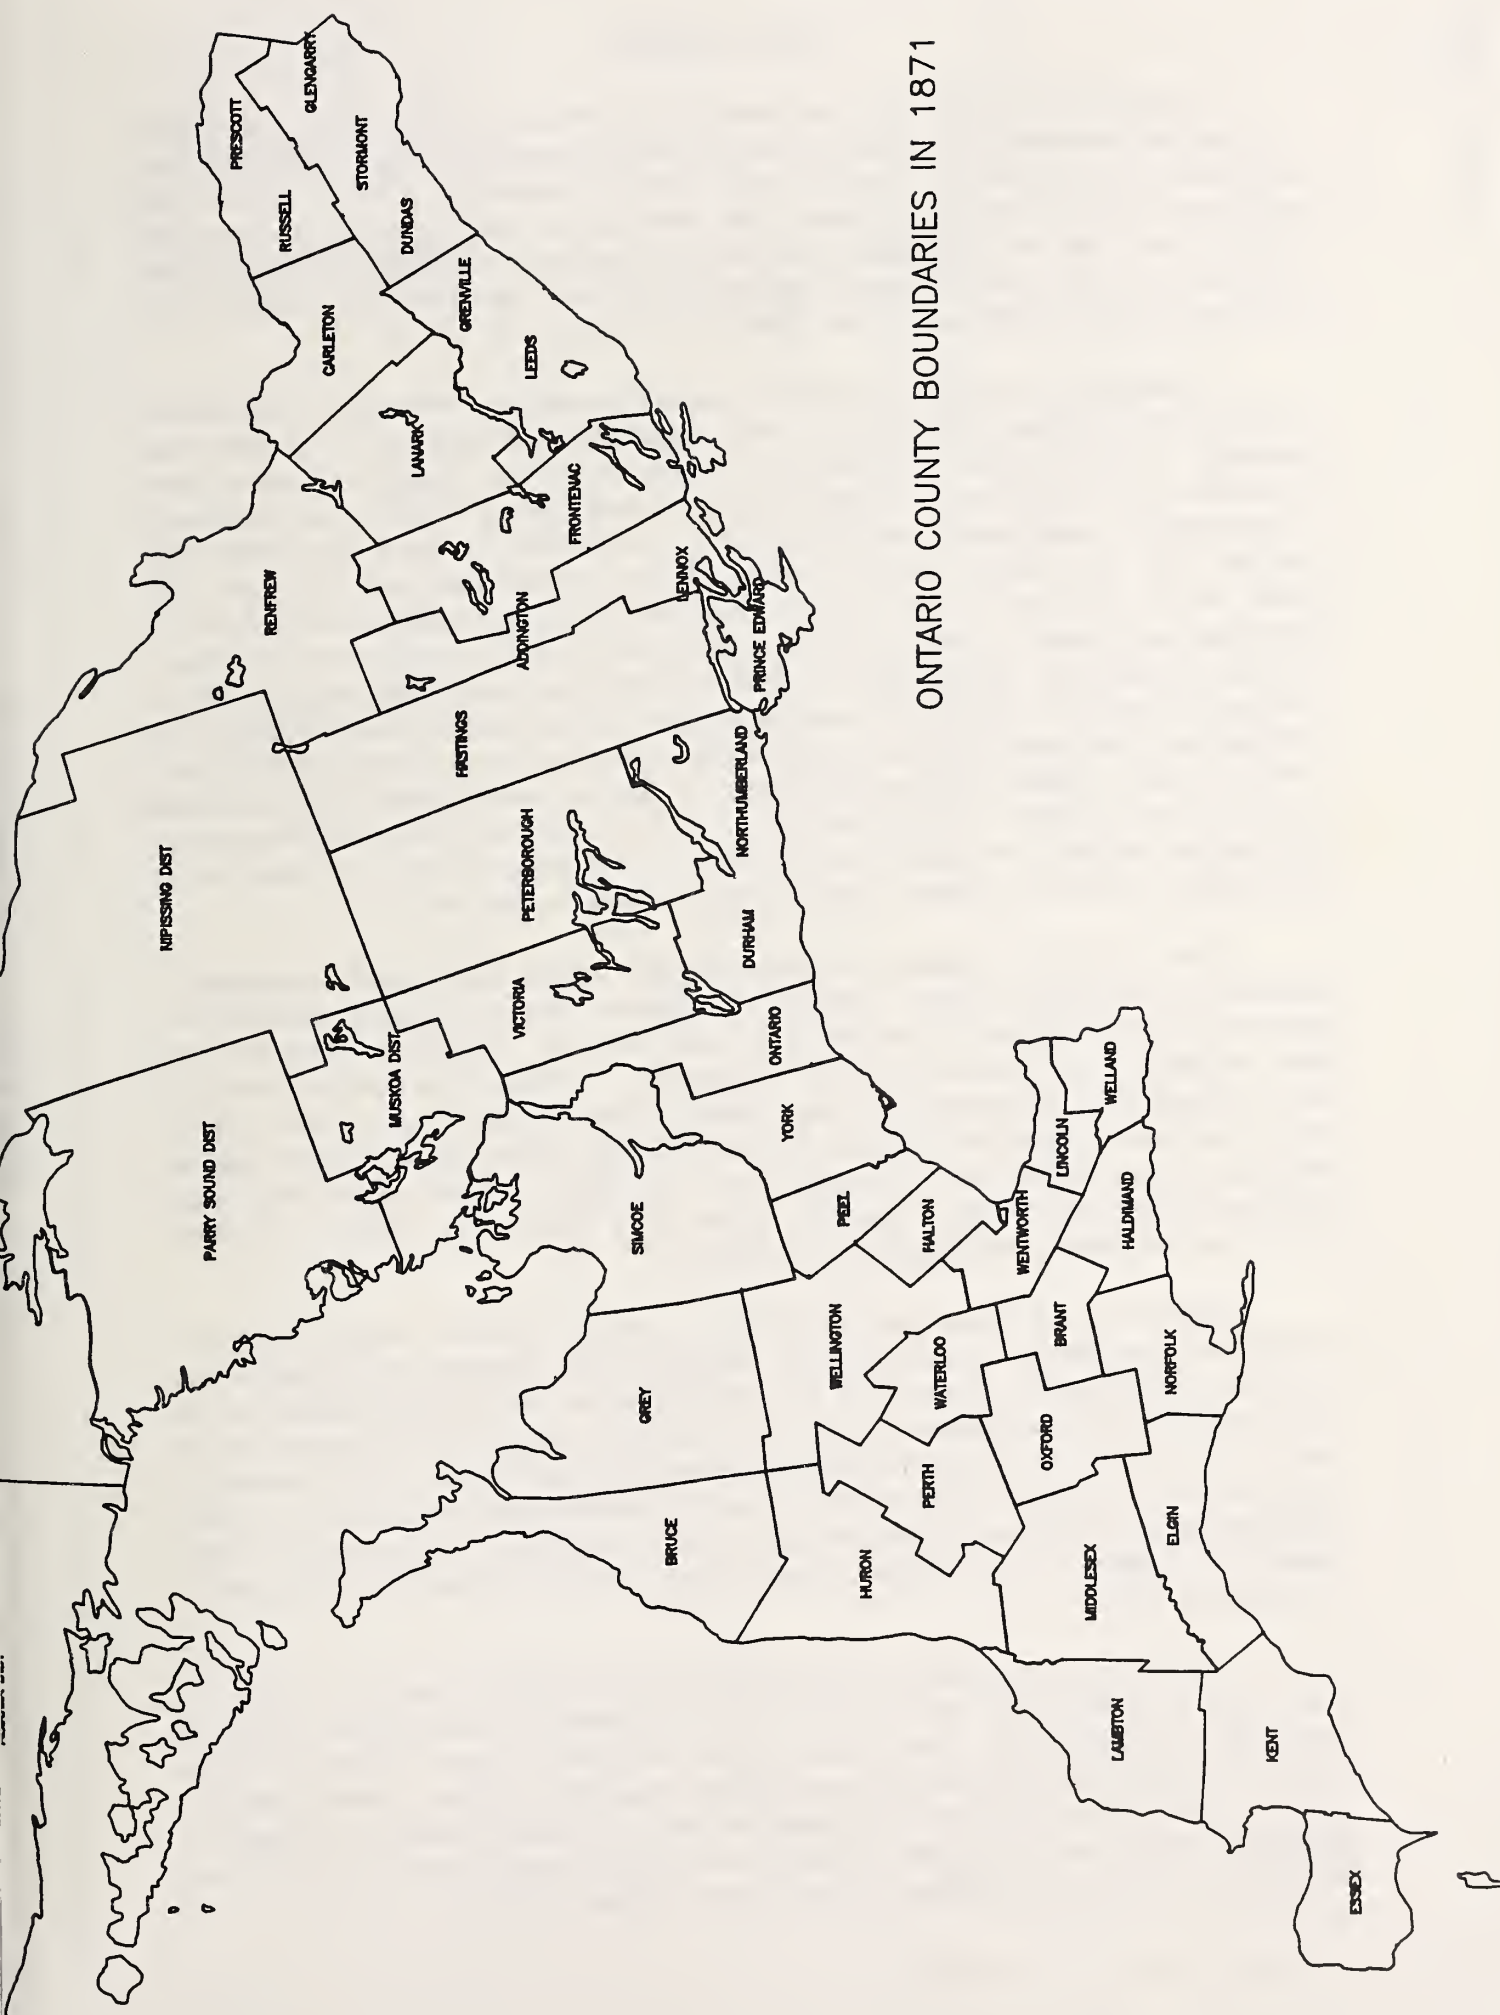 ONTARIO COUNTY BOUNDARIES IN 1871
NIPISSING DIST
PARRY SOUND DIST
MUSKOA DIST
RENFREW
CARLETON
RUSSELL
PRESCOTT
GLENGARRY
STORMONT
DUNDAS
GRENVILLE
LEEDS
LANARK
FRONTENAC
ADDINGTON
LENNOX
PRINCE EDWARD
HASTINGS
NORTHUMBERLAND
PETERBOROUGH
DURHAM
VICTORIA
ONTARIO
YORK
SIMCOE
PEEL
HALTON
WENTWORTH
LINCOLN
WELLAND
HALDIMAND
GREY
WELLINGTON
WATERLOO
BRANT
NORFOLK
BRUCE
HURON
PERTH
OXFORD
MIDDLESEX
ELGIN
LAMBTON
KENT
ESSEX